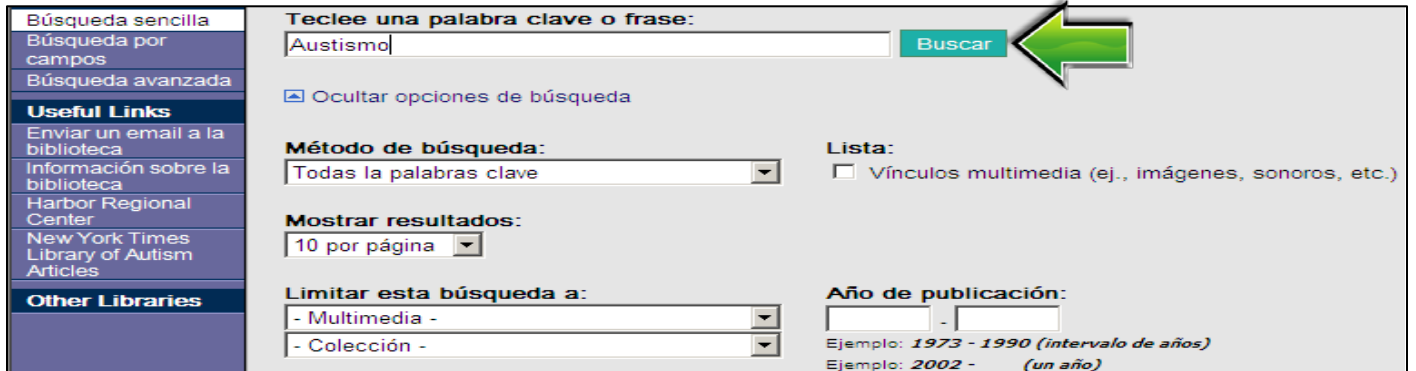 Búsqueda sencilla
Búsqueda por
campos
Búsqueda avanzada
Useful Links
Enviar un email a la
biblioteca
Información sobre la
biblioteca
Harbor Regional
Center
New York Times
Library of Autism
Articles
Other Libraries
Teclee una palabra clave o frase:
Austismo
Buscar
Ocultar opciones de búsqueda
Método de búsqueda:
Todas la palabras clave
Lista:
Vínculos multimedia (ej., imágenes, sonoros, etc.)
Mostrar resultados:
10 por página
Limitar esta búsqueda a:
- Multimedia -
- Colección -
Año de publicación:
-
Ejemplo: 1973 - 1990 (intervalo de años)
Ejemplo: 2002 - (un año)